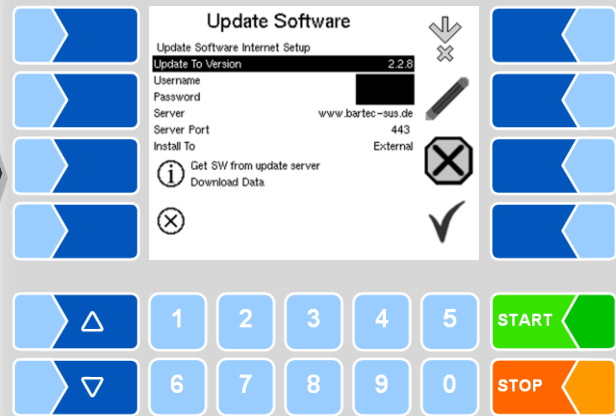 Update Software
Update Software Internet Setup
Update To Version 2.2.8
Username
Password
Server www.bartec-sus.de
Server Port 443
Install To External
Get SW from update server
Download Data
1 2 3 4 5 START
6 7 8 9 0 STOP